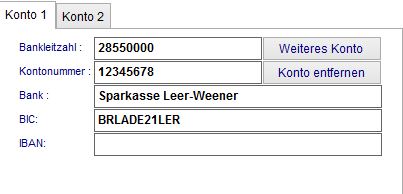 Konto 1 Konto 2
Bankleitzahl : 28550000 Weiteres Konto
Kontonummer : 12345678 Konto entfernen
Bank : Sparkasse Leer-Weener
BIC: BRLADE21LER
IBAN: